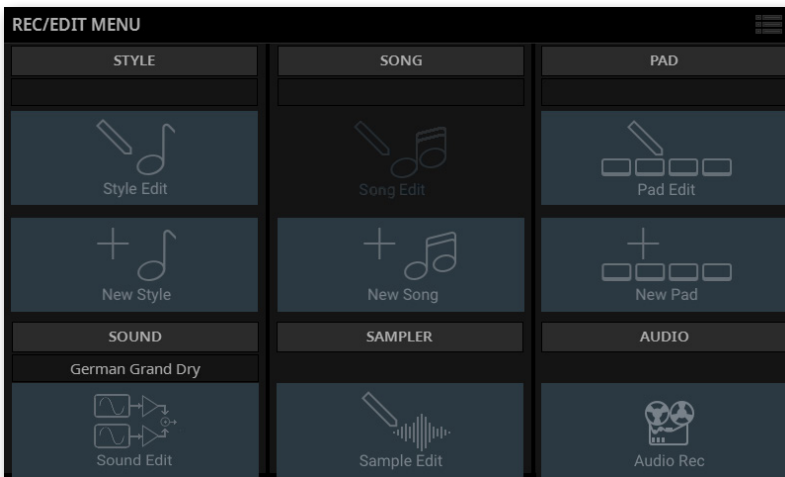 REC/EDIT MENU
STYLE SONG PAD
Style Edit Song Edit Pad Edit
New Style New Song New Pad
SOUND SAMPLER AUDIO
German Grand Dry
Sound Edit Sample Edit Audio Rec